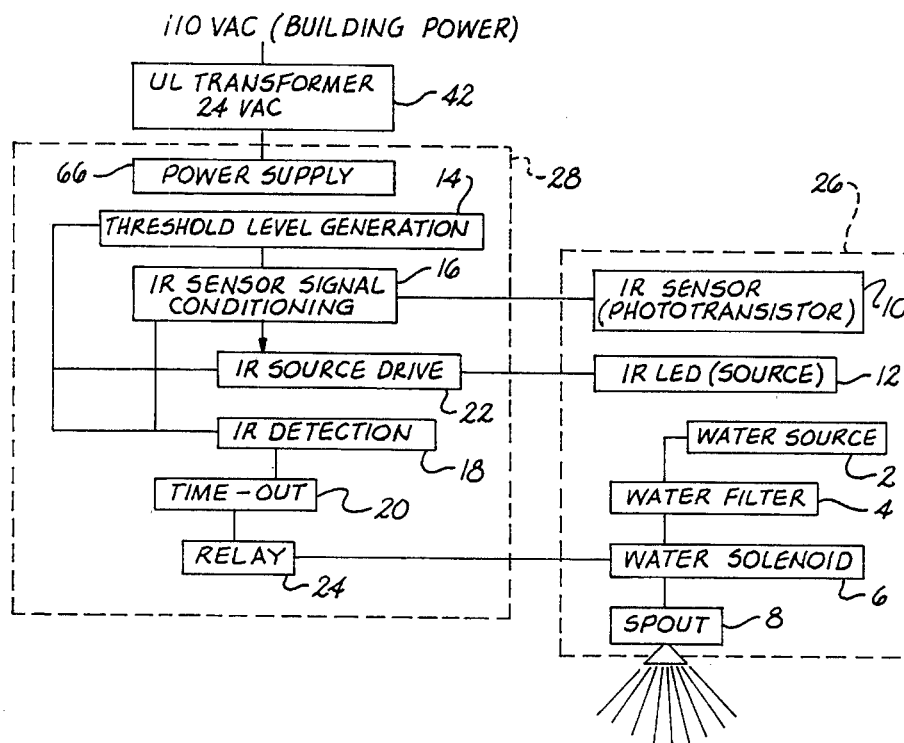 i10 VAC (BUILDING POWER)
UL TRANSFORMER
24 VAC
42
66
POWER SUPPLY
28
14
THRESHOLD LEVEL GENERATION
16
IR SENSOR SIGNAL
CONDITIONING
IR SOURCE DRIVE
22
IR DETECTION
18
TIME-OUT
20
RELAY
24
26
IR SENSOR
(PHOTOTRANSISTOR)
10
IR LED (SOURCE)
12
WATER SOURCE
2
WATER FILTER
4
WATER SOLENOID
6
SPOUT
8